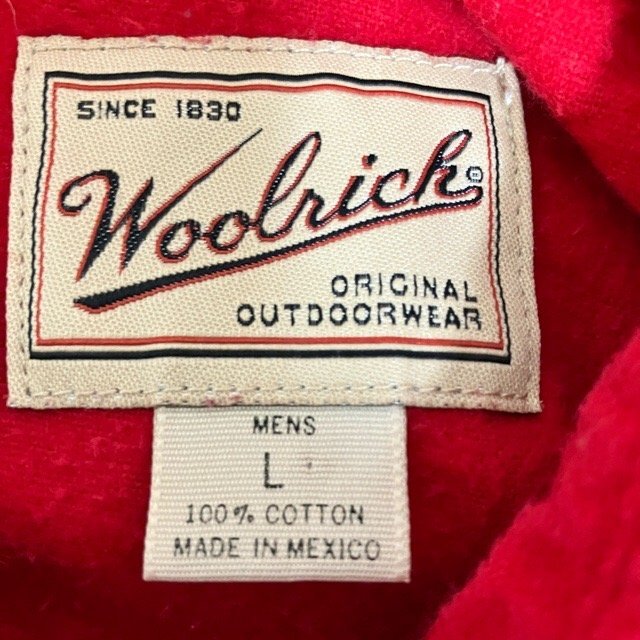 SINCE 1830
Woolrich®
ORIGINAL
OUTDOORWEAR
MENS
L
100% COTTON
MADE IN MEXICO